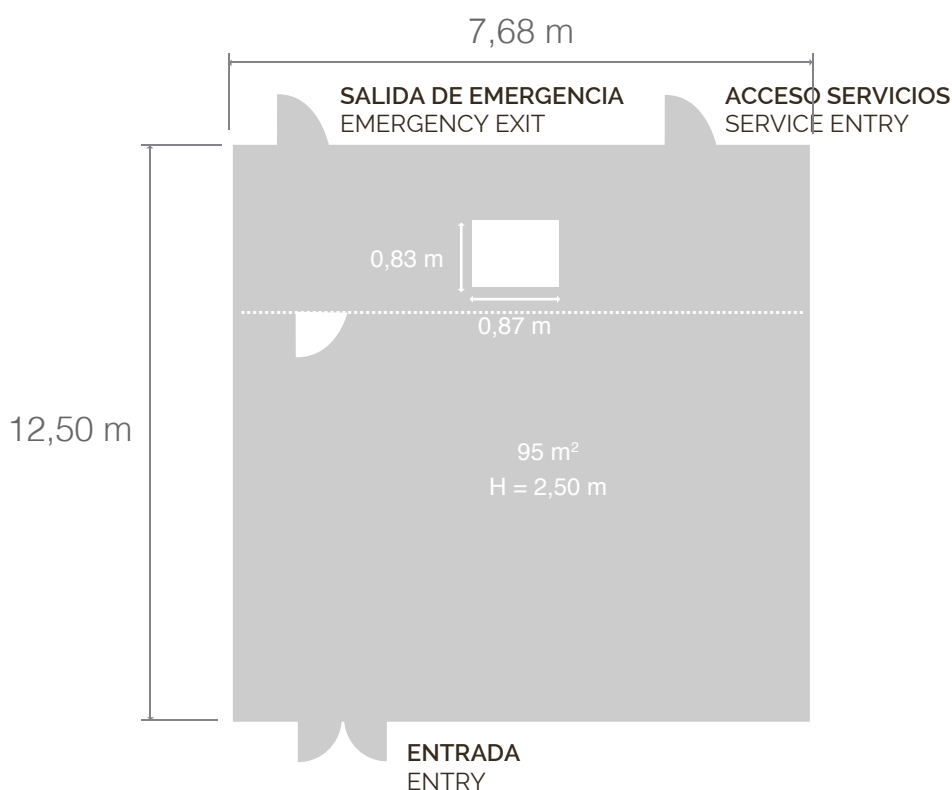 7,68 m
SALIDA DE EMERGENCIA
EMERGENCY EXIT
ACCESO SERVICIOS
SERVICE ENTRY
0,83 m
0,87 m
12,50 m
95 m²
H = 2,50 m
ENTRADA
ENTRY